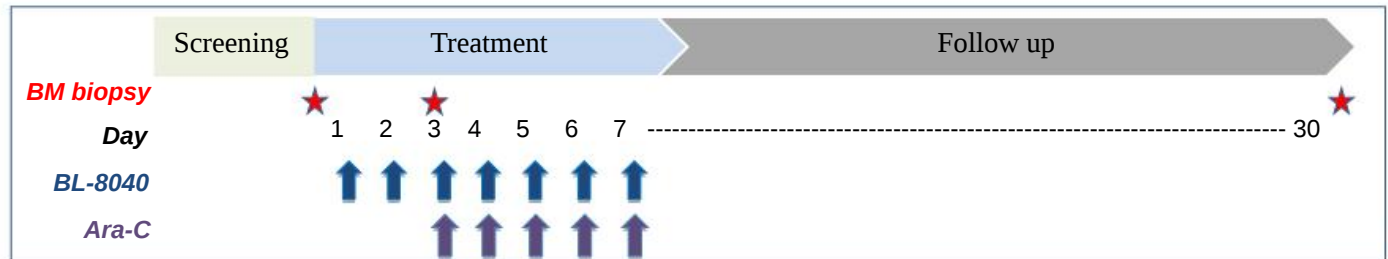 Screening Treatment Follow up
BM biopsy
Day 1 2 3 4 5 6 7 ------------------------------------------------------------------------------ 30
BL-8040
Ara-C